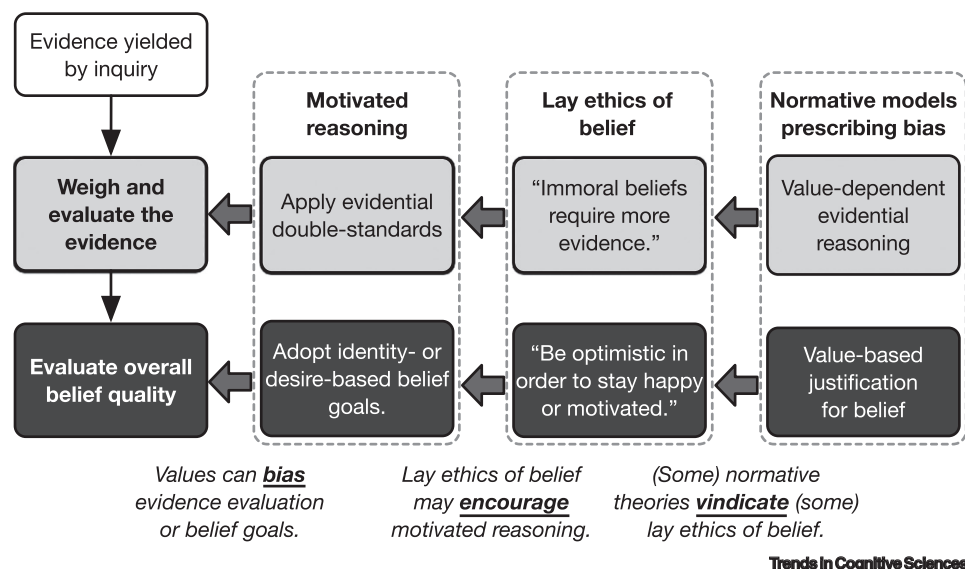 Evidence yielded
by inquiry
Motivated
reasoning
Lay ethics of
belief
Normative models
prescribing bias
Weigh and
evaluate the
evidence
Apply evidential
double-standards
“Immoral beliefs
require more
evidence.”
Value-dependent
evidential
reasoning
Evaluate overall
belief quality
Adopt identity- or
desire-based belief
goals.
“Be optimistic in
order to stay happy
or motivated.”
Value-based
justification
for belief
Values can bias
evidence evaluation
or belief goals.
Lay ethics of belief
may encourage
motivated reasoning.
(Some) normative
theories vindicate (some)
lay ethics of belief.
Trends in Cognitive Sciences